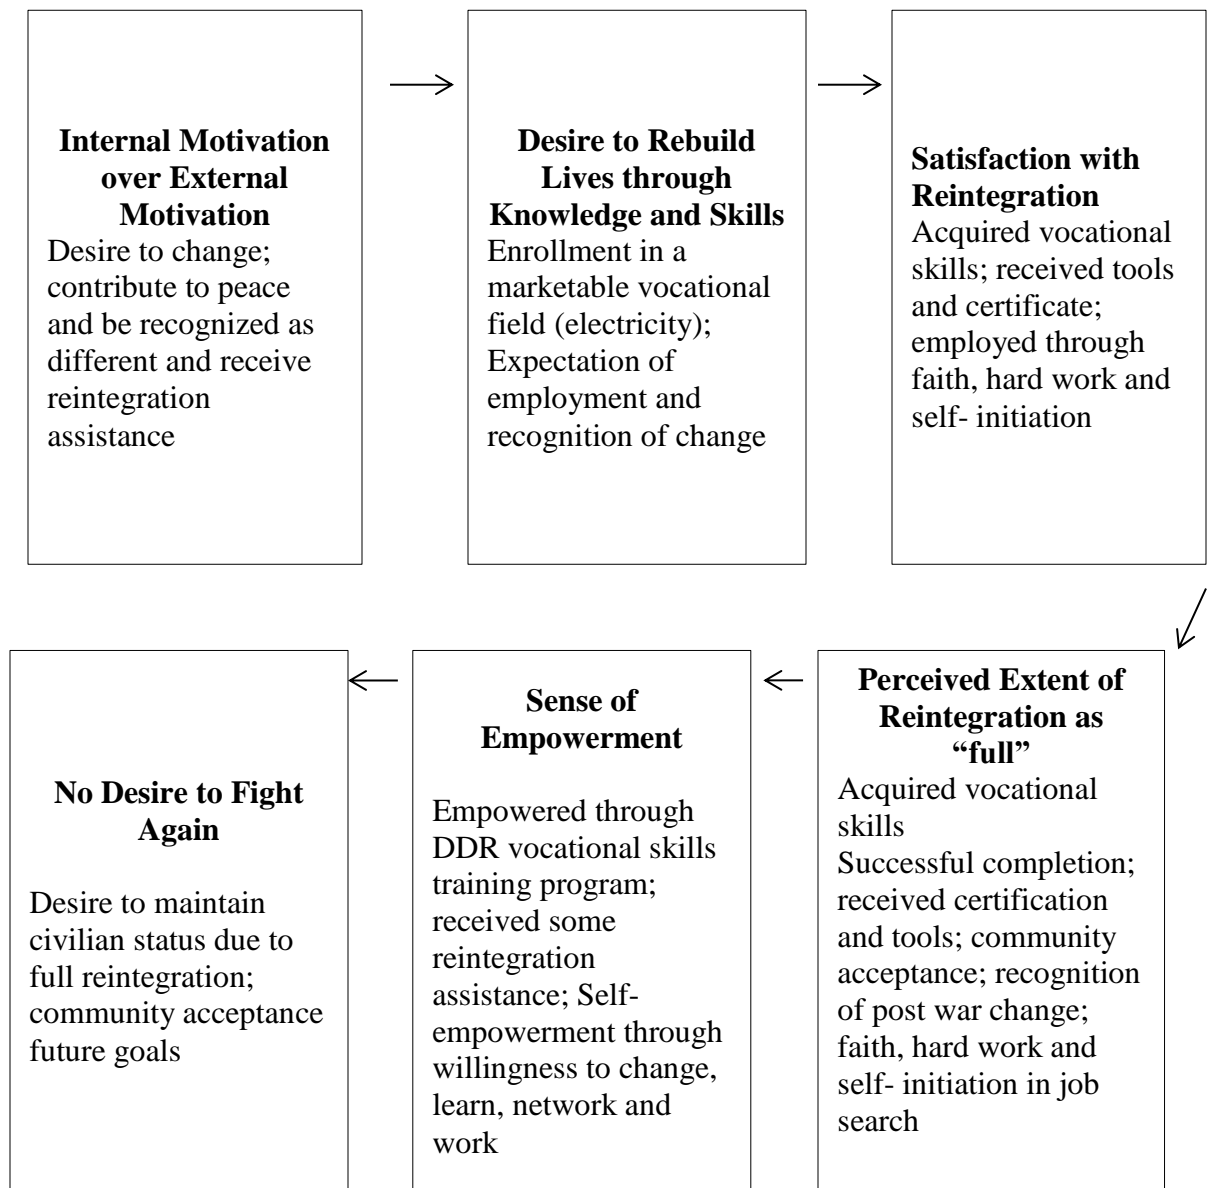 Internal Motivation
over External
Motivation
Desire to change;
contribute to peace
and be recognized as
different and receive
reintegration
assistance
Desire to Rebuild
Lives through
Knowledge and Skills
Enrollment in a
marketable vocational
field (electricity);
Expectation of
employment and
recognition of change
Satisfaction with
Reintegration
Acquired vocational
skills; received tools
and certificate;
employed through
faith, hard work and
self- initiation
Perceived Extent of
Reintegration as
“full”
Acquired vocational
skills
Successful completion;
received certification
and tools; community
acceptance; recognition
of post war change;
faith, hard work and
self- initiation in job
search
Sense of
Empowerment
Empowered through
DDR vocational skills
training program;
received some
reintegration
assistance; Self-
empowerment through
willingness to change,
learn, network and
work
No Desire to Fight
Again
Desire to maintain
civilian status due to
full reintegration;
community acceptance
future goals